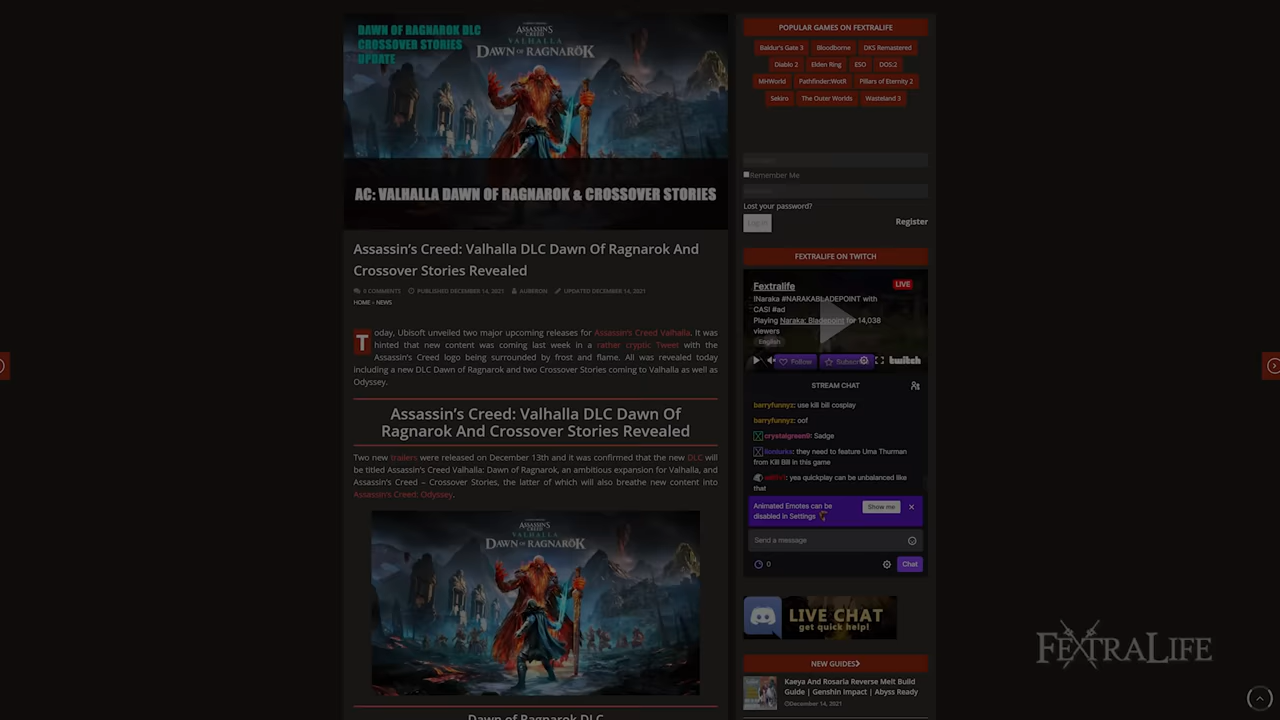 DAWN OF RAGNAROK DLC
CROSSOVER STORIES
UPDATE
ASSASSIN'S CREED
VALHALLA
DAWN OF RAGNARÖK
AC: VALHALLA DAWN OF RAGNAROK & CROSSOVER STORIES
Assassin's Creed: Valhalla DLC Dawn Of Ragnarok And
Crossover Stories Revealed
COMMENTS PUBLISHED DECEMBER 14, 2021 AUBERON UPDATED DECEMBER 14, 2021
HOME » NEWS
Today, Ubisoft unveiled two major upcoming releases for Assassin's Creed Valhalla. It was
hinted that new content was coming last week in a rather cryptic Tweet with the
Assassin's Creed logo being surrounded by frost and flame. All was revealed today
including a new DLC Dawn of Ragnarok and two Crossover Stories coming to Valhalla as well as
Odyssey.
Assassin's Creed: Valhalla DLC Dawn Of
Ragnarok And Crossover Stories Revealed
Two new trailers were released on December 13th and it was confirmed that the new DLC will
be titled Assassin's Creed Valhalla: Dawn of Ragnarok, an ambitious expansion for Valhalla, and
Assassin's Creed – Crossover Stories, the latter of which will also breathe new content into
Assassin's Creed: Odyssey.
ASSASSIN'S CREED
VALHALLA
DAWN OF RAGNARÖK
Dawn of Ragnarok DLC
POPULAR GAMES ON FEXTRALIFE
Baldur's Gate 3 Bloodborne DKS Remastered
Diablo 2 Elden Ring ESO DOS:2
MHWorld Pathfinder:WotR Pillars of Eternity 2
Sekiro The Outer Worlds Wasteland 3
Remember Me
Lost your password?
Log In Register
FEXTRALIFE ON TWITCH
Fextralife LIVE
!Naraka #NARAKABLADEPOINT with
CASI #ad
Playing Naraka: Bladepoint for 14,038
viewers
English
Follow Subscribe twitch
STREAM CHAT
barryfunnyz: use kill bill cosplay
barryfunnyz: oof
crystalgreen9: Sadge
they need to feature Uma Thurman
from Kill Bill in this game
yea quickplay can be unbalanced like
that
Animated Emotes can be
disabled in Settings Show me
Send a message
0 Chat
LIVE CHAT
get quick help!
NEW GUIDES
Kaeya And Rosaria Reverse Melt Build
Guide | Genshin Impact | Abyss Ready
December 14, 2021
FEXTRALIFE